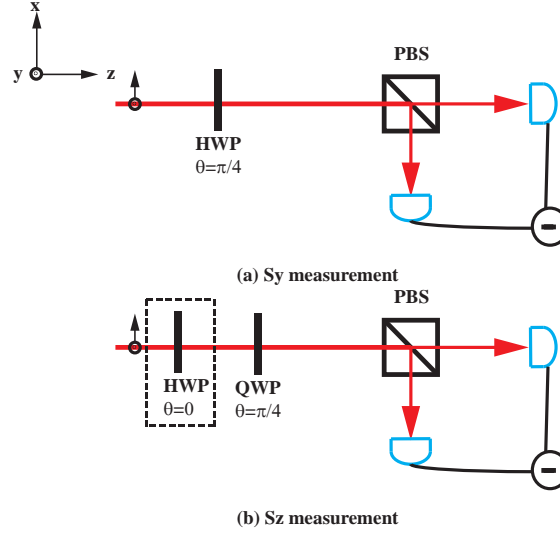 x
y
z
PBS
HWP
θ=π/4
(a) Sy measurement
PBS
HWP
θ=0
QWP
θ=π/4
(b) Sz measurement